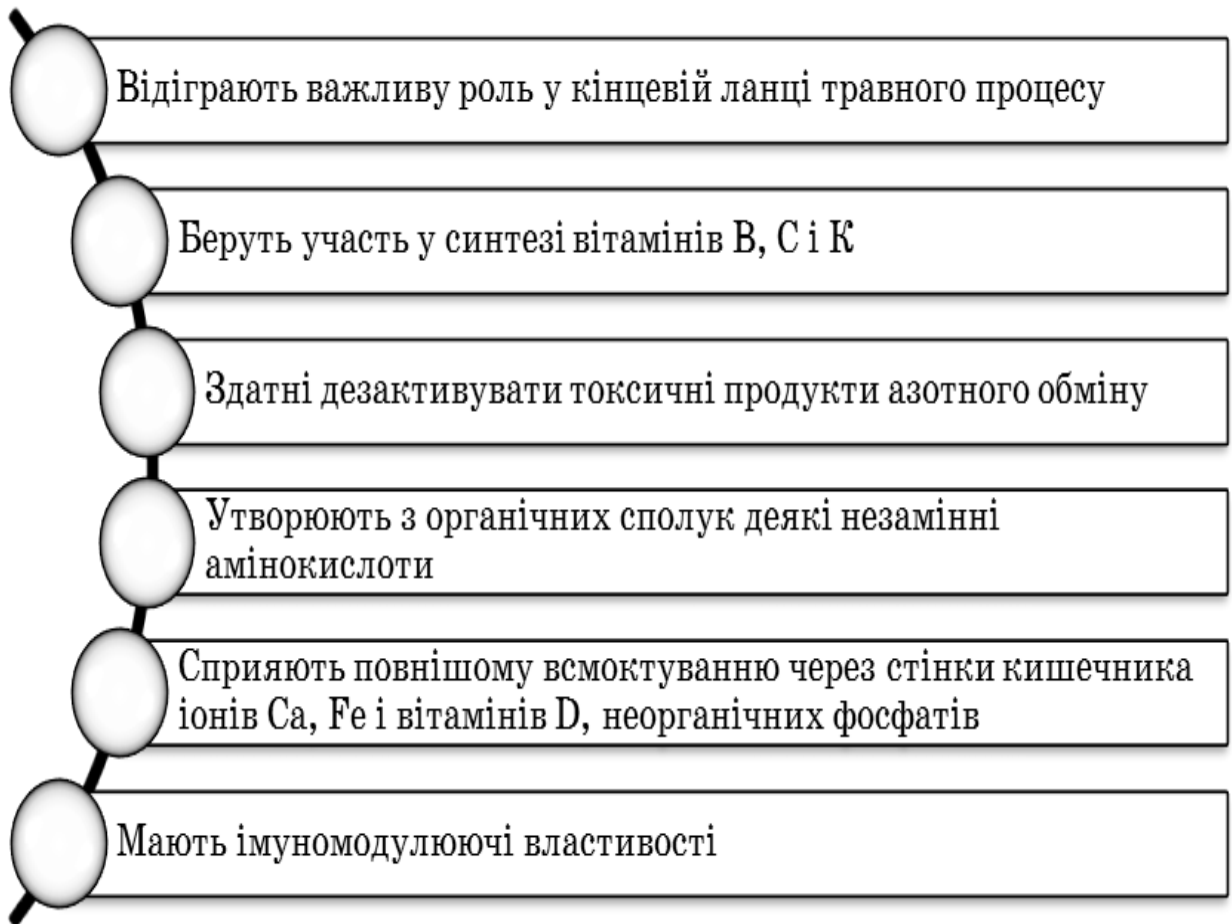 Відіграють важливу роль у кінцевій ланці травного процесу
Беруть участь у синтезі вітамінів В, С і К
Здатні дезактивувати токсичні продукти азотного обміну
Утворюють з органічних сполук деякі незамінні
амінокислоти
Сприяють повнішому всмоктуванню через стінки кишечника
іонів Ca, Fe і вітамінів D, неорганічних фосфатів
Мають імуномодулюючі властивості